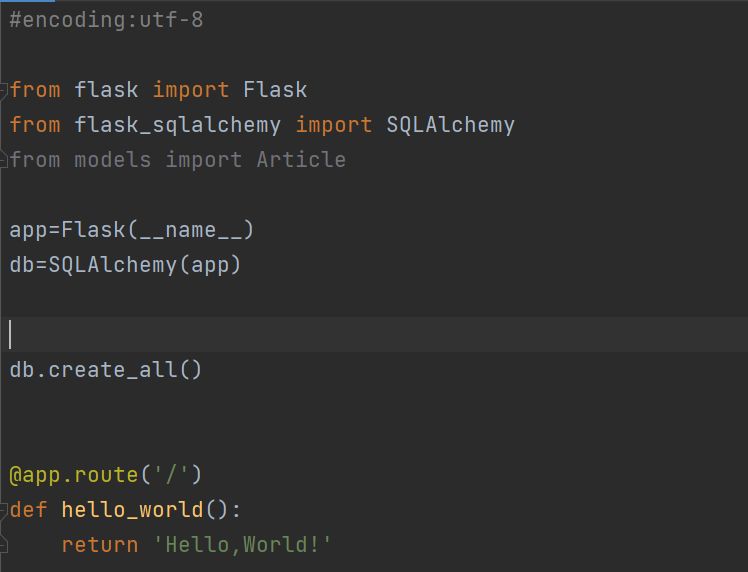 #encoding:utf-8
from flask import Flask
from flask_sqlalchemy import SQLAlchemy
from models import Article
app=Flask(__name__)
db=SQLAlchemy(app)
db.create_all()
@app.route('/')
def hello_world():
    return 'Hello,World!'